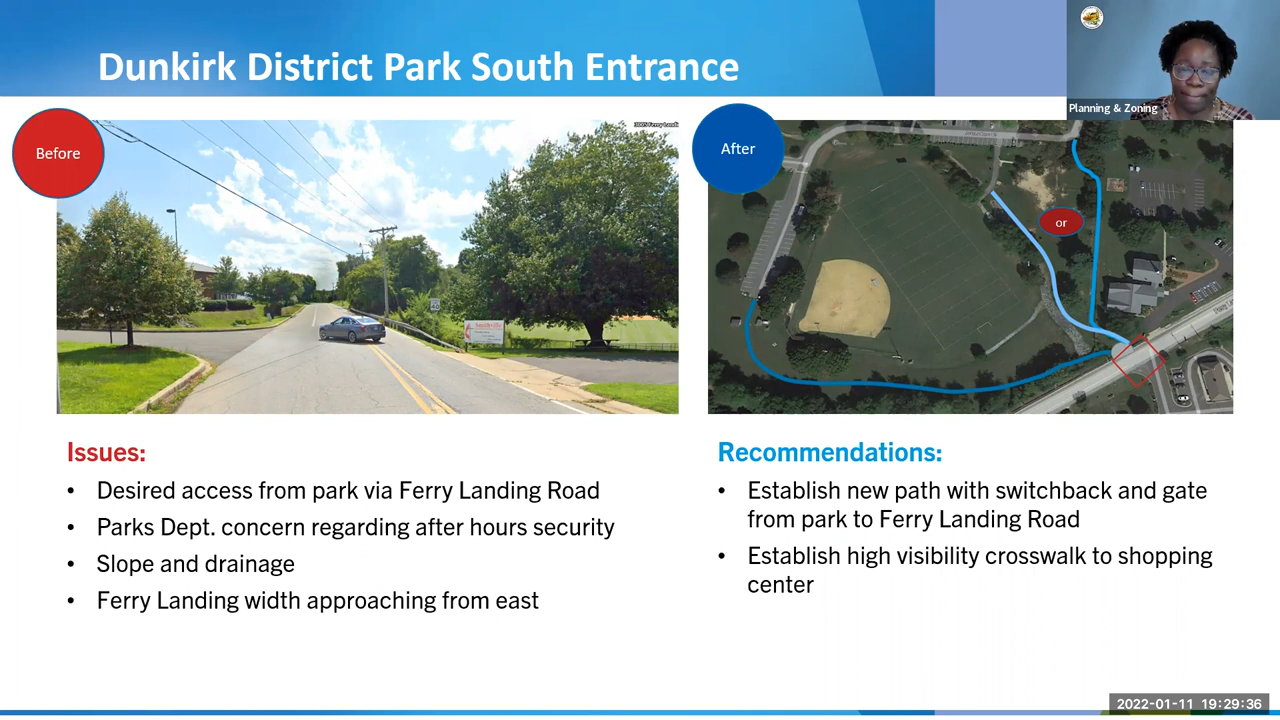 Dunkirk District Park South Entrance
Planning & Zoning
Before
After
or
40
Issues:
• Desired access from park via Ferry Landing Road
• Parks Dept. concern regarding after hours security
• Slope and drainage
• Ferry Landing width approaching from east
Recommendations:
• Establish new path with switchback and gate
from park to Ferry Landing Road
• Establish high visibility crosswalk to shopping
center
2022-01-11 19:29:36